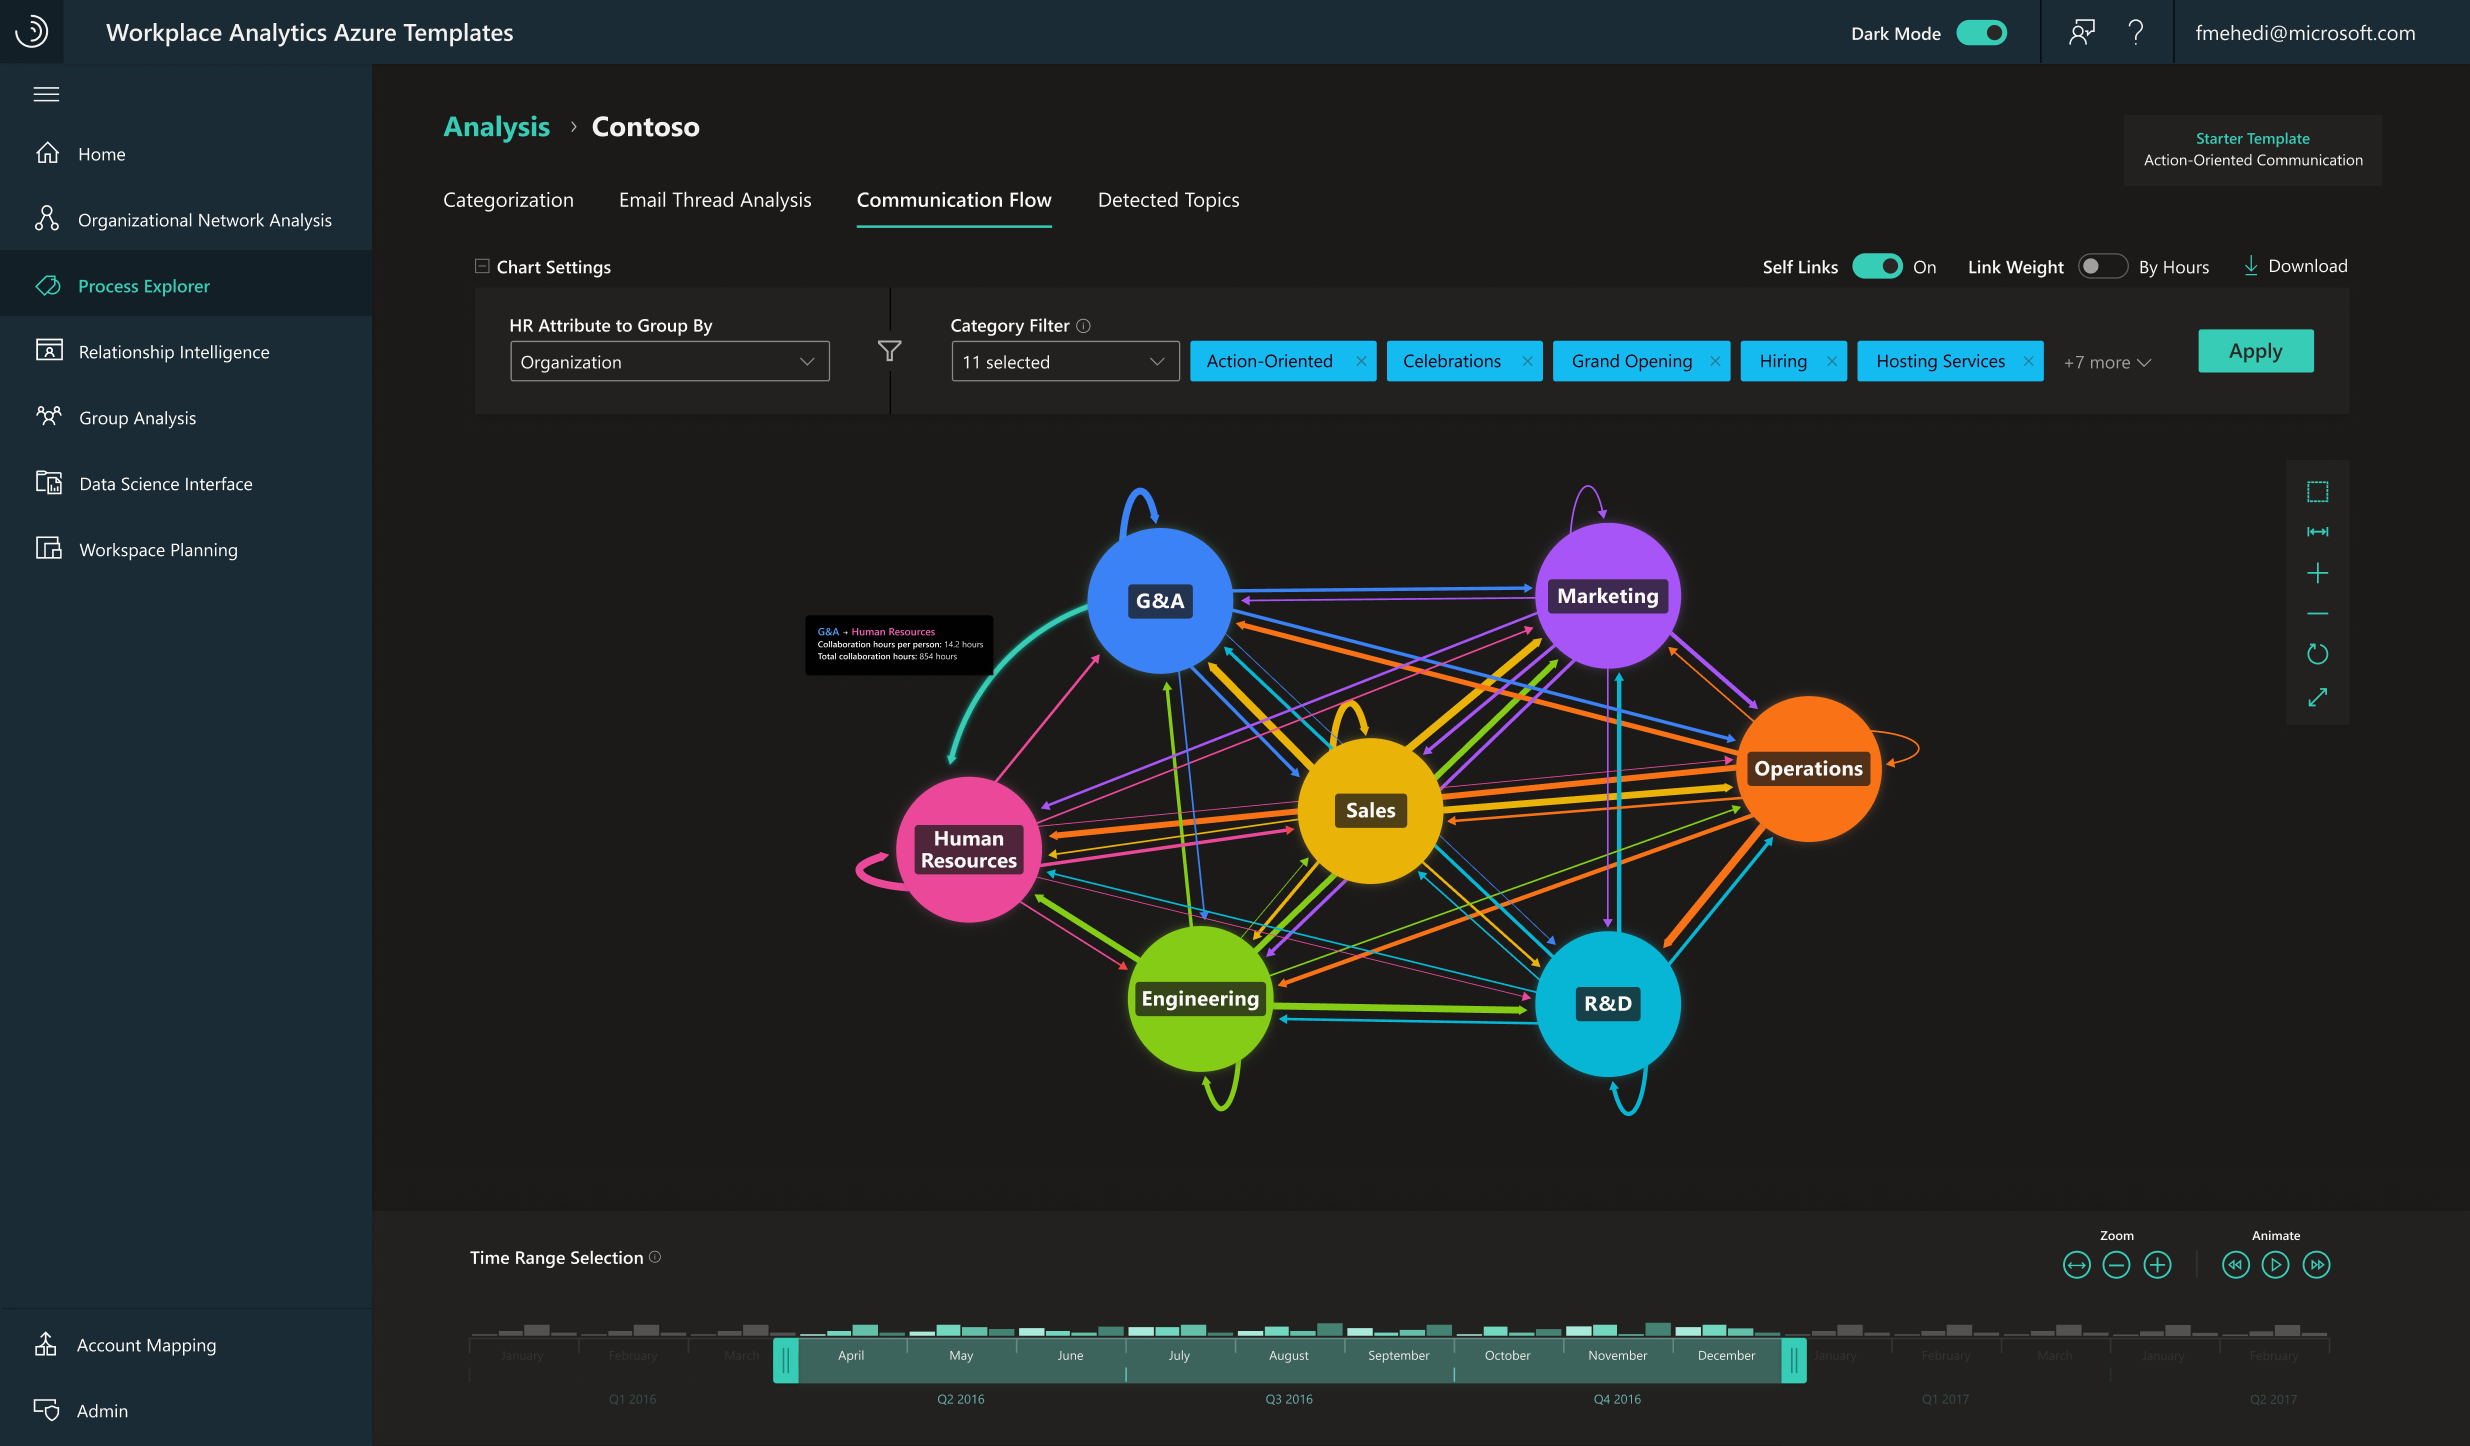 Workplace Analytics Azure Templates
Dark Mode
?
fmehedi@microsoft.com
Home
Organizational Network Analysis
Process Explorer
Relationship Intelligence
Group Analysis
Data Science Interface
Workspace Planning
Account Mapping
Admin
Analysis › Contoso
Starter Template
Action-Oriented Communication
Categorization
Email Thread Analysis
Communication Flow
Detected Topics
Chart Settings
Self Links
On
Link Weight
By Hours
Download
HR Attribute to Group By
Organization
Category Filter
11 selected
Action-Oriented
Celebrations
Grand Opening
Hiring
Hosting Services
+7 more
Apply
G&A
Marketing
G&A → Human Resources
Collaboration hours per person: 14.2 hours
Total collaboration hours: 854 hours
Operations
Sales
Human
Resources
Engineering
R&D
Time Range Selection
Zoom
Animate
January
February
March
April
May
June
July
August
September
October
November
December
January
February
March
January
February
Q1 2016
Q2 2016
Q3 2016
Q4 2016
Q1 2017
Q2 2017